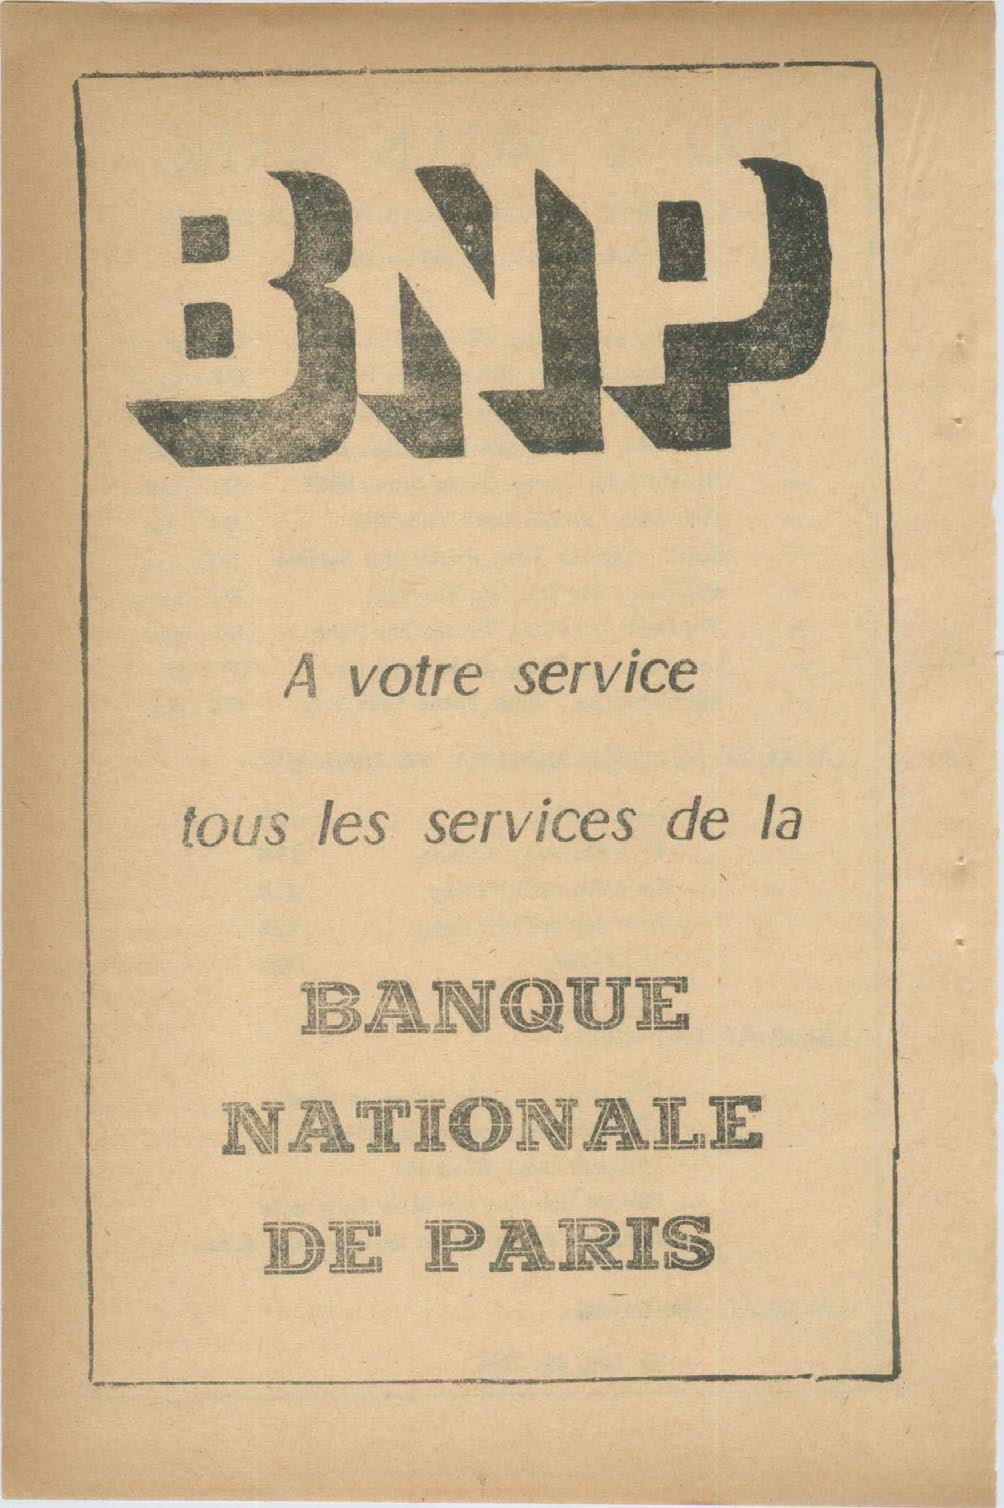 BNP
A votre service
tous les services de la
BANQUE
NATIONALE
DE PARIS